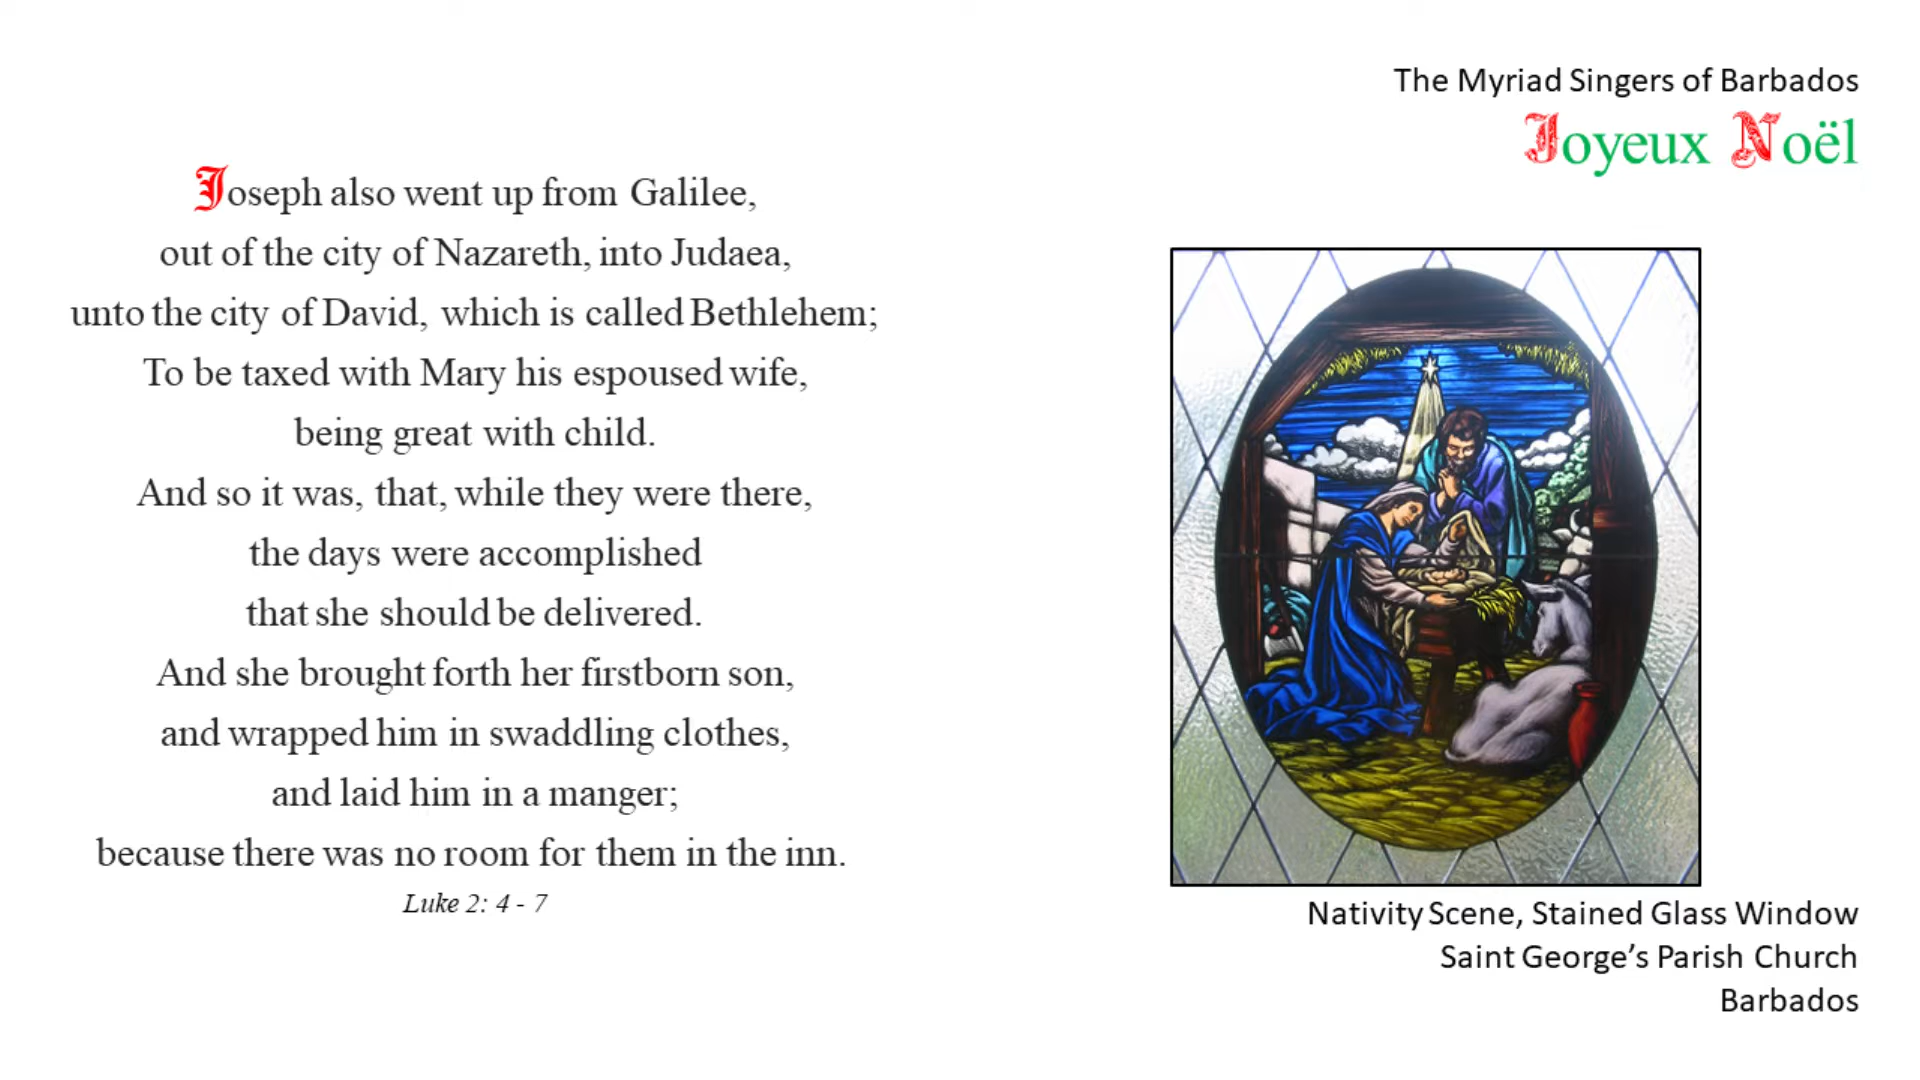 The Myriad Singers of Barbados
Joyeux Noël
Joseph also went up from Galilee,
out of the city of Nazareth, into Judaea,
unto the city of David, which is called Bethlehem;
To be taxed with Mary his espoused wife,
being great with child.
And so it was, that, while they were there,
the days were accomplished
that she should be delivered.
And she brought forth her firstborn son,
and wrapped him in swaddling clothes,
and laid him in a manger;
because there was no room for them in the inn.
Luke 2: 4 - 7
Nativity Scene, Stained Glass Window
Saint George’s Parish Church
Barbados